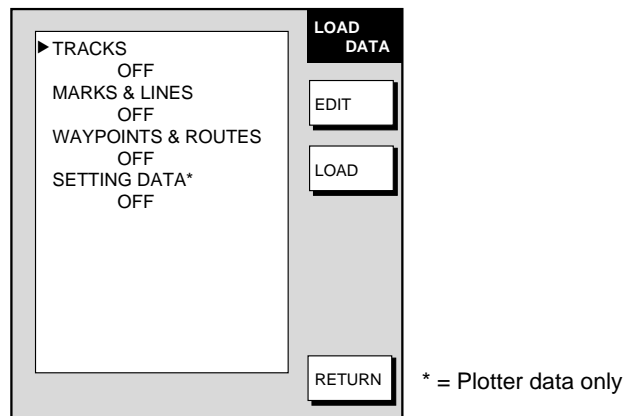 LOAD
DATA
▶TRACKS
OFF
MARKS & LINES
OFF
WAYPOINTS & ROUTES
OFF
SETTING DATA*
OFF
EDIT
LOAD
RETURN
* = Plotter data only